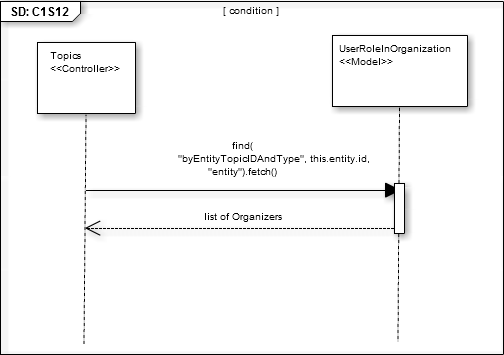 SD: C1S12
[ condition ]
Topics
<<Controller>>
UserRoleInOrganization
<<Model>>
find(
"byEntityTopicIDAndType", this.entity.id,
"entity").fetch()
list of Organizers